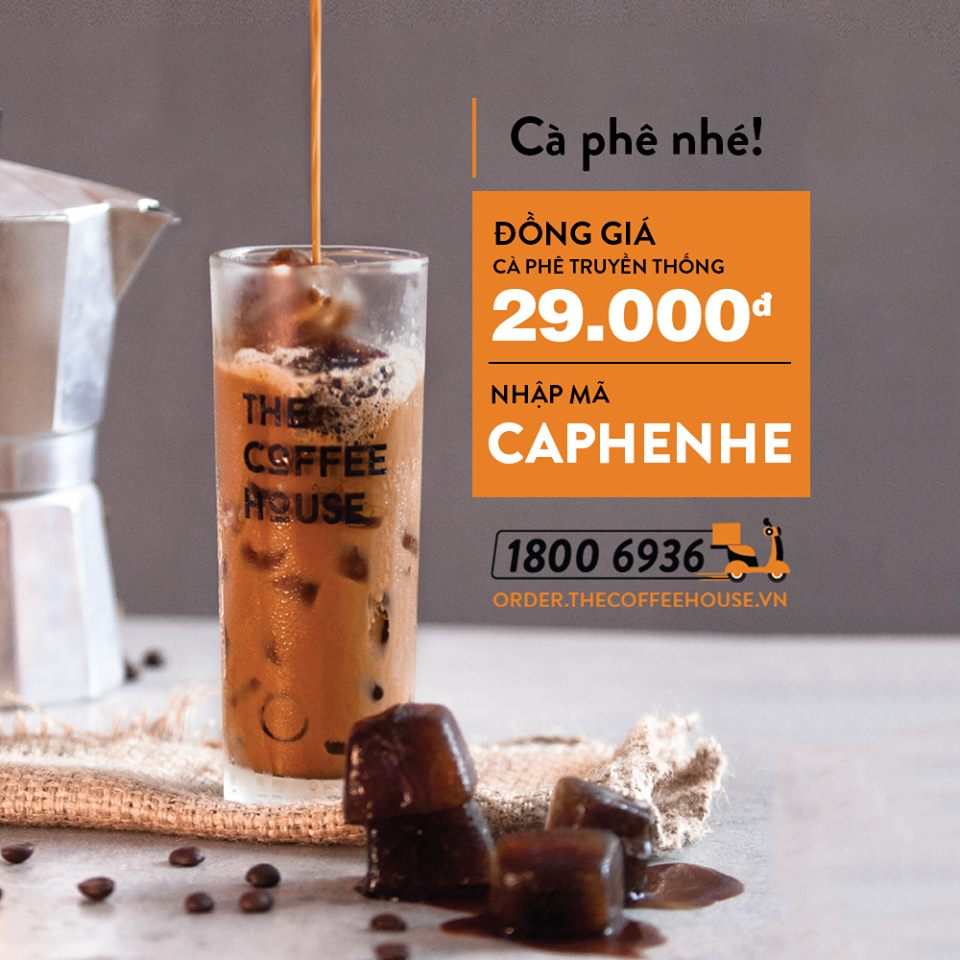 Cà phê nhé!
ĐỒNG GIÁ
CÀ PHÊ TRUYỀN THỐNG
29.000đ
NHẬP MÃ
CAPHENHE
1800 6936
ORDER.THECOFFEEHOUSE.VN
THE
COFFEE
HOUSE